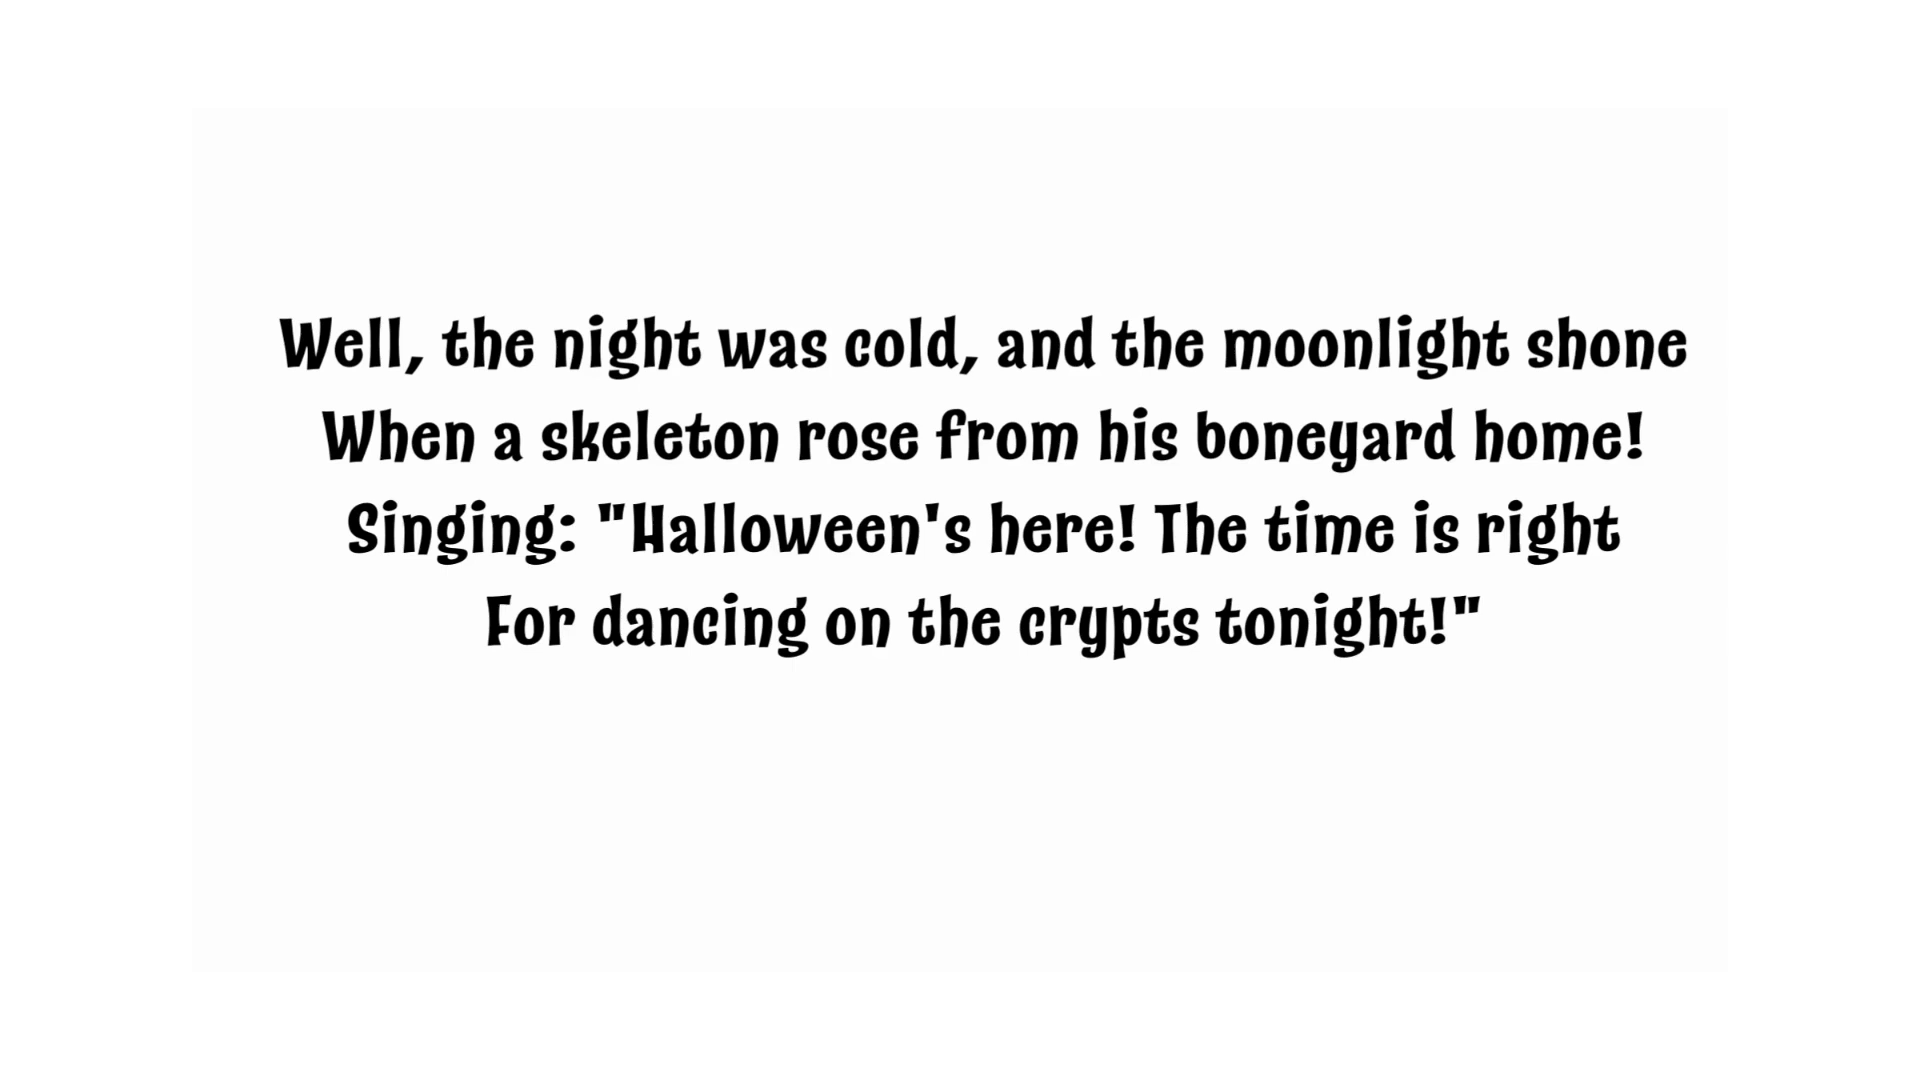 Well, the night was cold, and the moonlight shone
When a skeleton rose from his boneyard home!
Singing: "Halloween's here! The time is right
For dancing on the crypts tonight!"